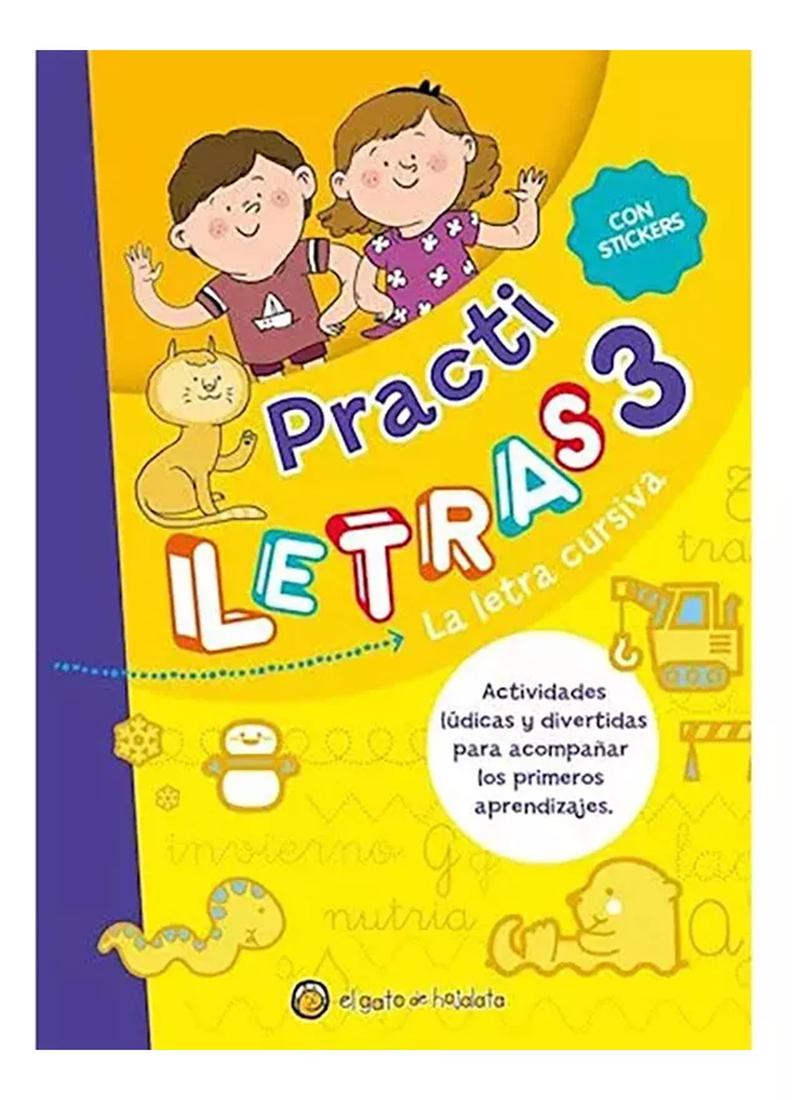 CON
STICKERS
Practi
LETRAS 3
La letra cursiva
Actividades
lúdicas y divertidas
para acompañar
los primeros
aprendizajes.
tra
invierno G g
nutria
a
el gato de hojalata